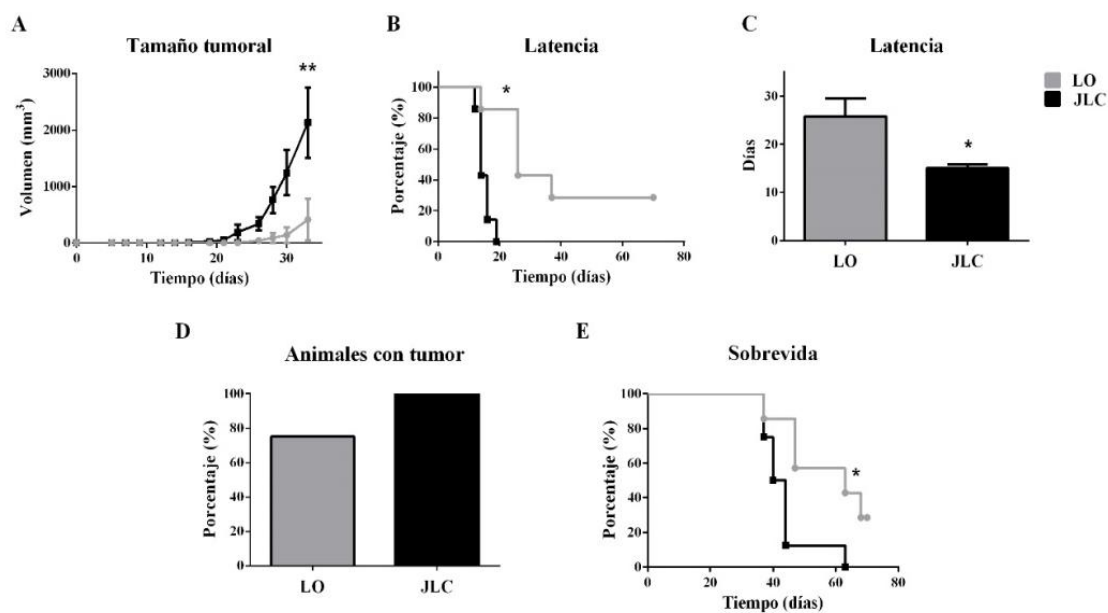 A
Tamaño tumoral
Volumen (mm³)
3000
2000
1000
0
**
0
10
20
30
Tiempo (días)
B
Latencia
Porcentaje (%)
100
80
60
40
20
0
*
0
20
40
60
80
Tiempo (días)
C
Latencia
Días
30
20
10
0
*
LO
JLC
LO
JLC
D
Animales con tumor
Porcentaje (%)
100
80
60
40
20
0
LO
JLC
E
Sobrevida
Porcentaje (%)
100
80
60
40
20
0
*
0
20
40
60
80
Tiempo (días)